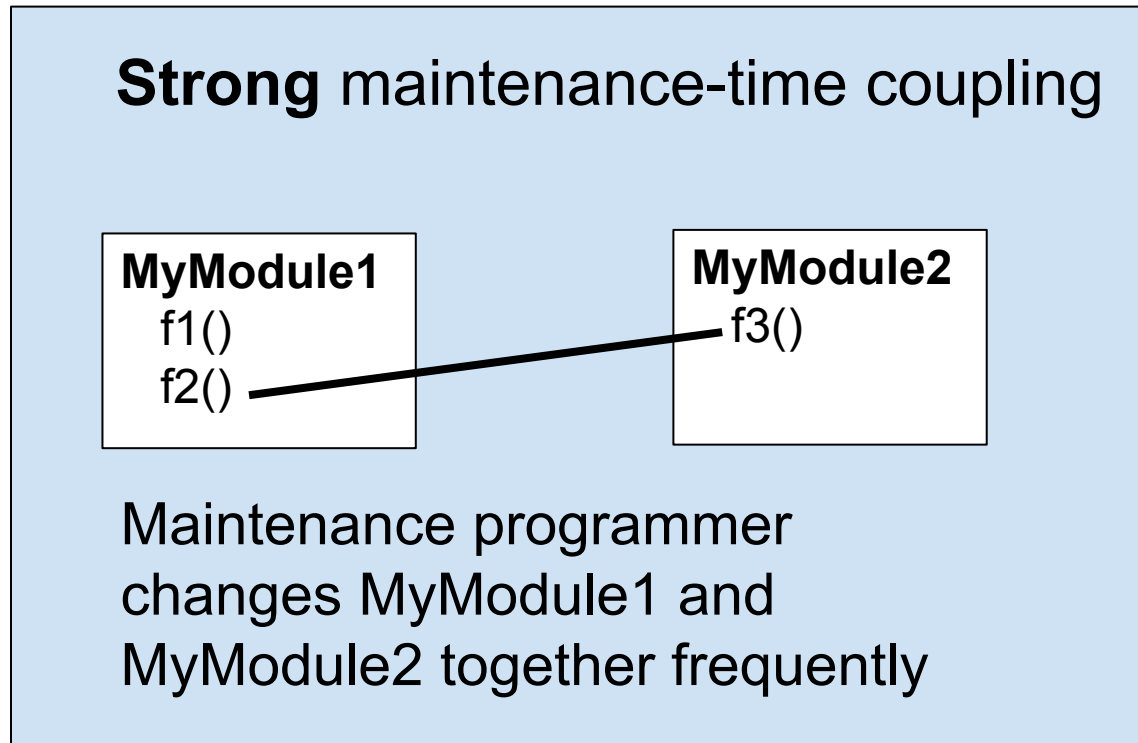 Strong maintenance-time coupling
MyModule1
f1()
f2()
MyModule2
f3()
Maintenance programmer
changes MyModule1 and
MyModule2 together frequently